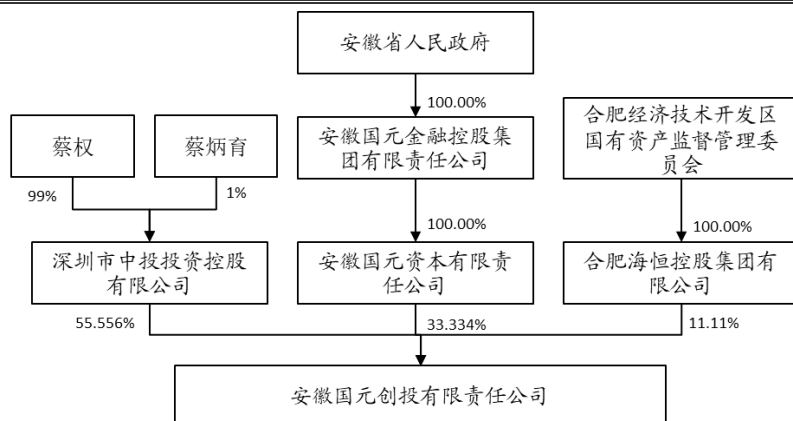 安徽省人民政府
100.00%
蔡权
蔡炳育
安徽国元金融控股集
团有限责任公司
合肥经济技术开发区
国有资产监督管理委
员会
99%
1%
100.00%
100.00%
深圳市中投投资控股
有限公司
安徽国元资本有限责
任公司
合肥海恒控股集团有
限公司
55.556%
33.334%
11.11%
安徽国元创投有限责任公司